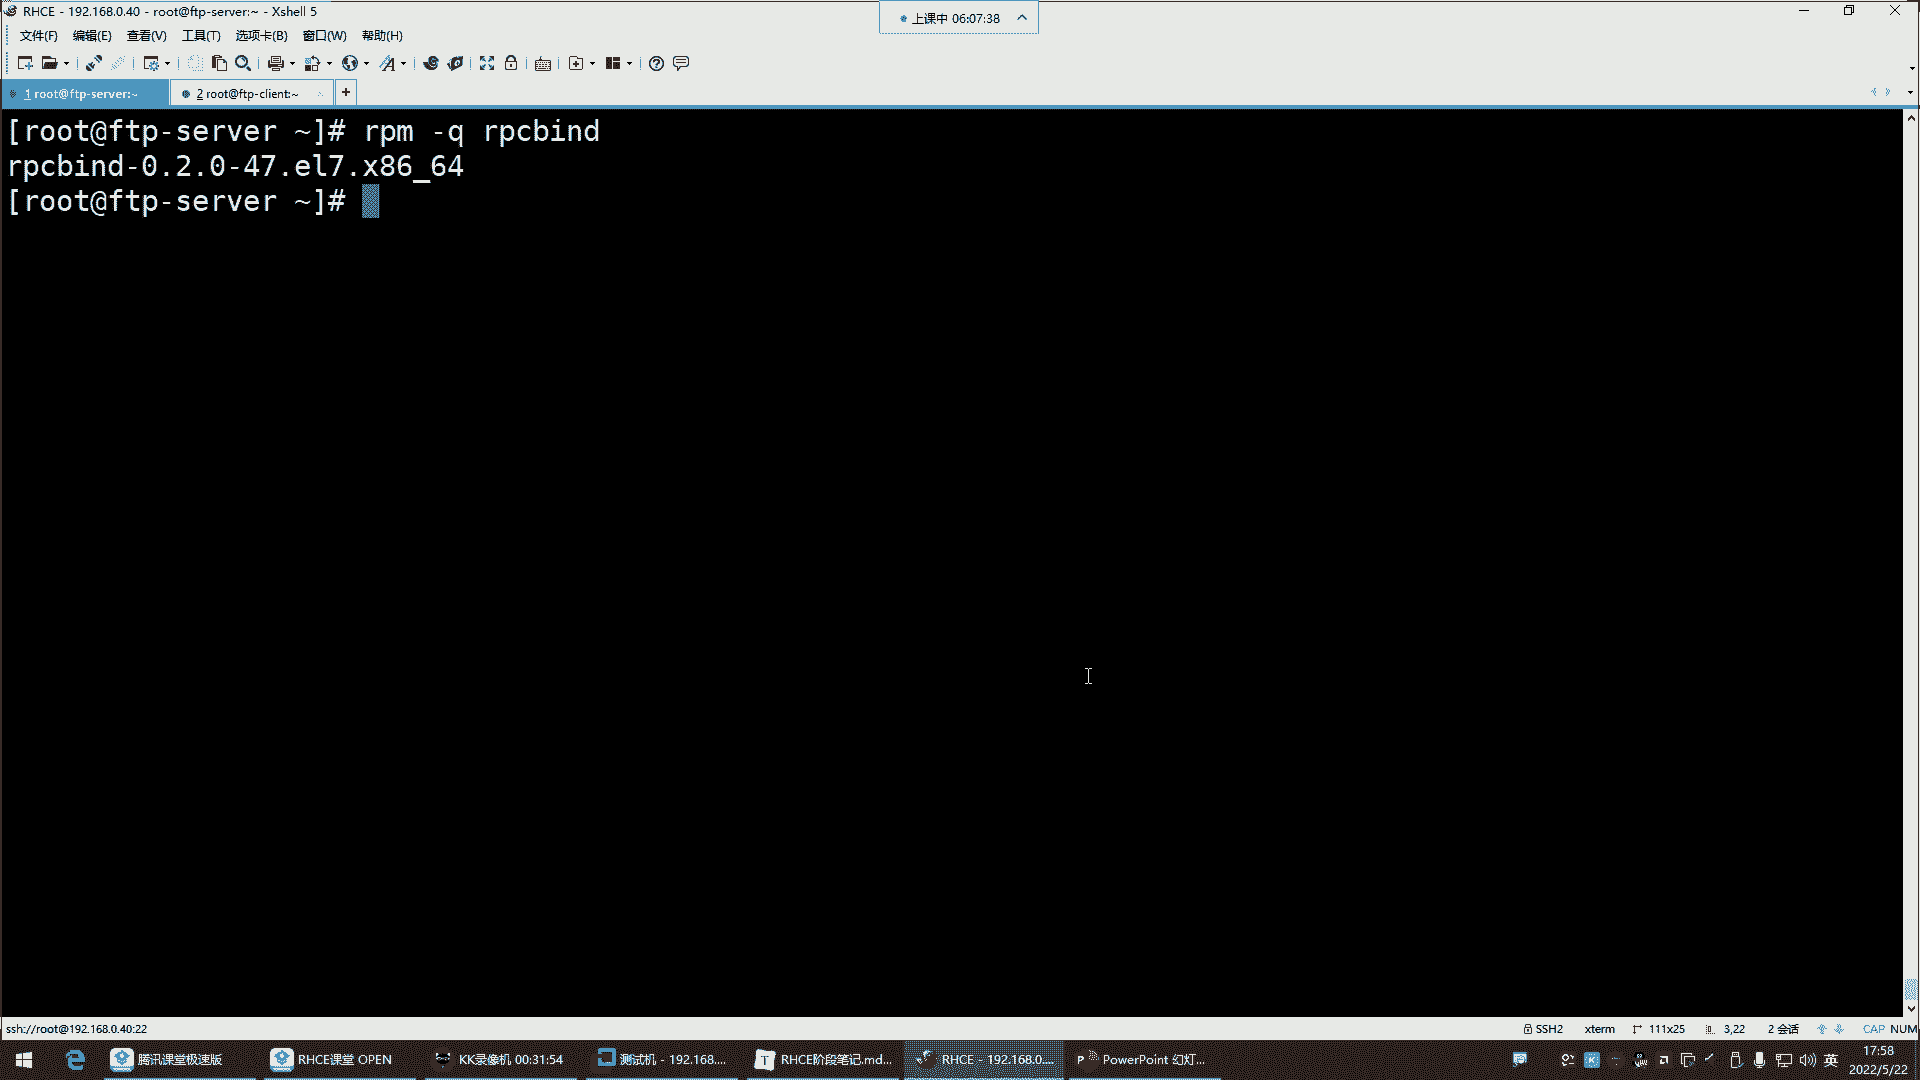 RHCE - 192.168.0.40 - root@ftp-server:~ - Xshell 5
上课中 06:07:38
文件(F) 编辑(E) 查看(V) 工具(T) 选项卡(B) 窗口(W) 帮助(H)
1 root@ftp-server:~ 2 root@ftp-client:~ +
[root@ftp-server ~]# rpm -q rpcbind
rpcbind-0.2.0-47.el7.x86_64
[root@ftp-server ~]#
ssh://root@192.168.0.40:22 SSH2 xterm 111x25 3,22 2 会话 CAP NUM
腾讯课堂极速版 RHCE课堂 OPEN KK录像机 00:31:54 测试机 - 192.168.... RHCE阶段笔记.md... RHCE - 192.168.0.... PowerPoint 幻灯... 英 17:58
2022/5/22